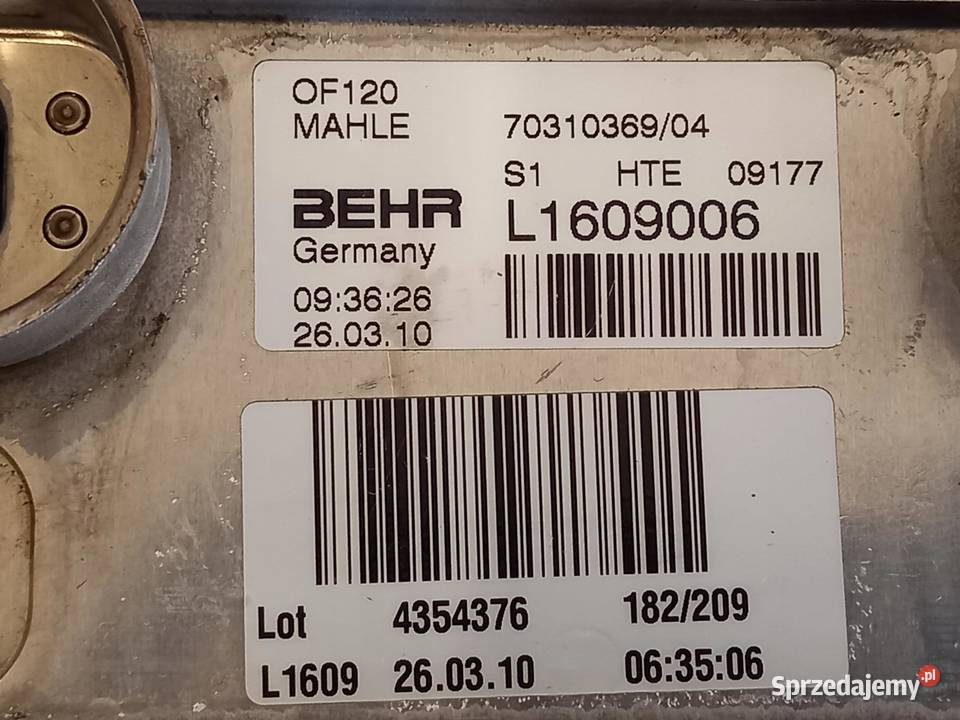 OF120
MAHLE 70310369/04
S1 HTE 09177
BEHR L1609006
Germany
09:36:26
26.03.10
Lot 4354376 182/209
L1609 26.03.10 06:35:06
Sprzedajemy.pl